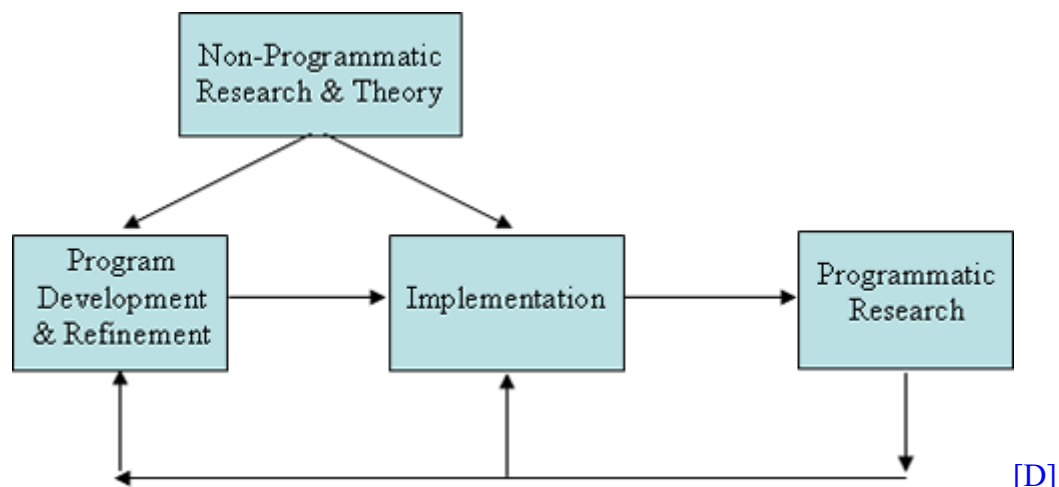 Non-Programmatic
Research & Theory
Program
Development
& Refinement
Implementation
Programmatic
Research
[D]